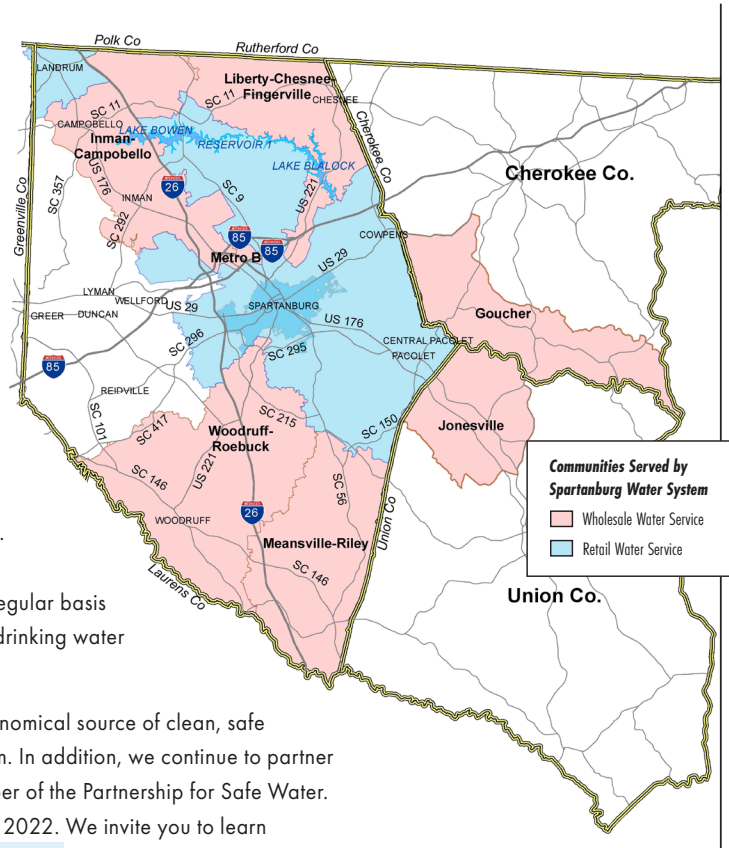 Polk Co
Rutherford Co
LANDRUM
Liberty-Chesnee-
Fingerville
CHESNEE
SC 11
SC 11
CAMPOBELLO
LAKE BOWEN
RESERVOIR 1
Inman-
Campobello
LAKE BLALOCK
Cherokee Co
Cherokee Co.
Greenville Co
SC 357
US 176
26
SC 9
US 221
INMAN
SC 292
85
85
COWPENS
Metro B
US 29
LYMAN
WELLFORD
US 29
SPARTANBURG
GREER
DUNCAN
US 176
Goucher
SC 296
CENTRAL PACOLET
SC 295
PACOLET
85
REIDVILLE
SC 101
SC 417
SC 215
SC 150
Jonesville
Woodruff-
Roebuck
SC 146
US 221
SC 56
Union Co
26
WOODRUFF
Meansville-Riley
SC 146
Laurens Co
Communities Served by
Spartanburg Water System
Wholesale Water Service
Retail Water Service
Union Co.
.
egular basis
drinking water
nomical source of clean, safe
n. In addition, we continue to partner
ber of the Partnership for Safe Water.
2022. We invite you to learn